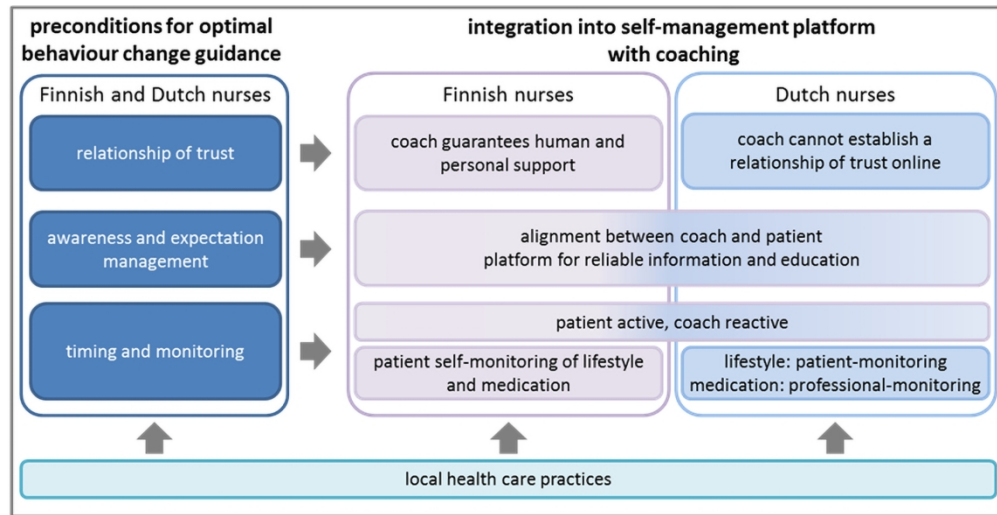 preconditions for optimal
behaviour change guidance
integration into self-management platform
with coaching
Finnish and Dutch nurses
Finnish nurses
Dutch nurses
relationship of trust
coach guarantees human and
personal support
coach cannot establish a
relationship of trust online
awareness and expectation
management
alignment between coach and patient
platform for reliable information and education
timing and monitoring
patient active, coach reactive
patient self-monitoring of lifestyle
and medication
lifestyle: patient-monitoring
medication: professional-monitoring
local health care practices